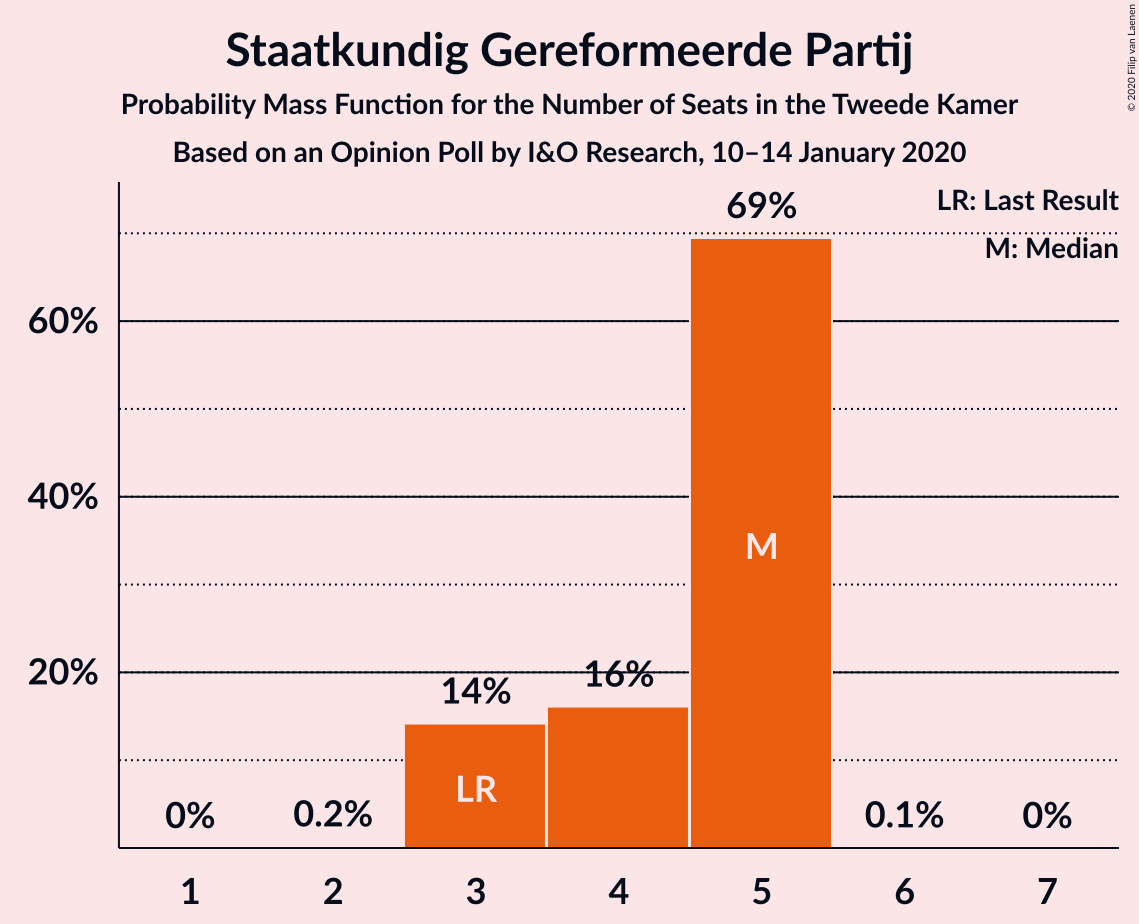 Staatkundig Gereformeerde Partij
Probability Mass Function for the Number of Seats in the Tweede Kamer
Based on an Opinion Poll by I&O Research, 10–14 January 2020
© 2020 Filip van Laenen
LR: Last Result
M: Median
69%
60%
40%
M
20%
14%
16%
LR
0%
0.2%
0.1%
0%
1 2 3 4 5 6 7